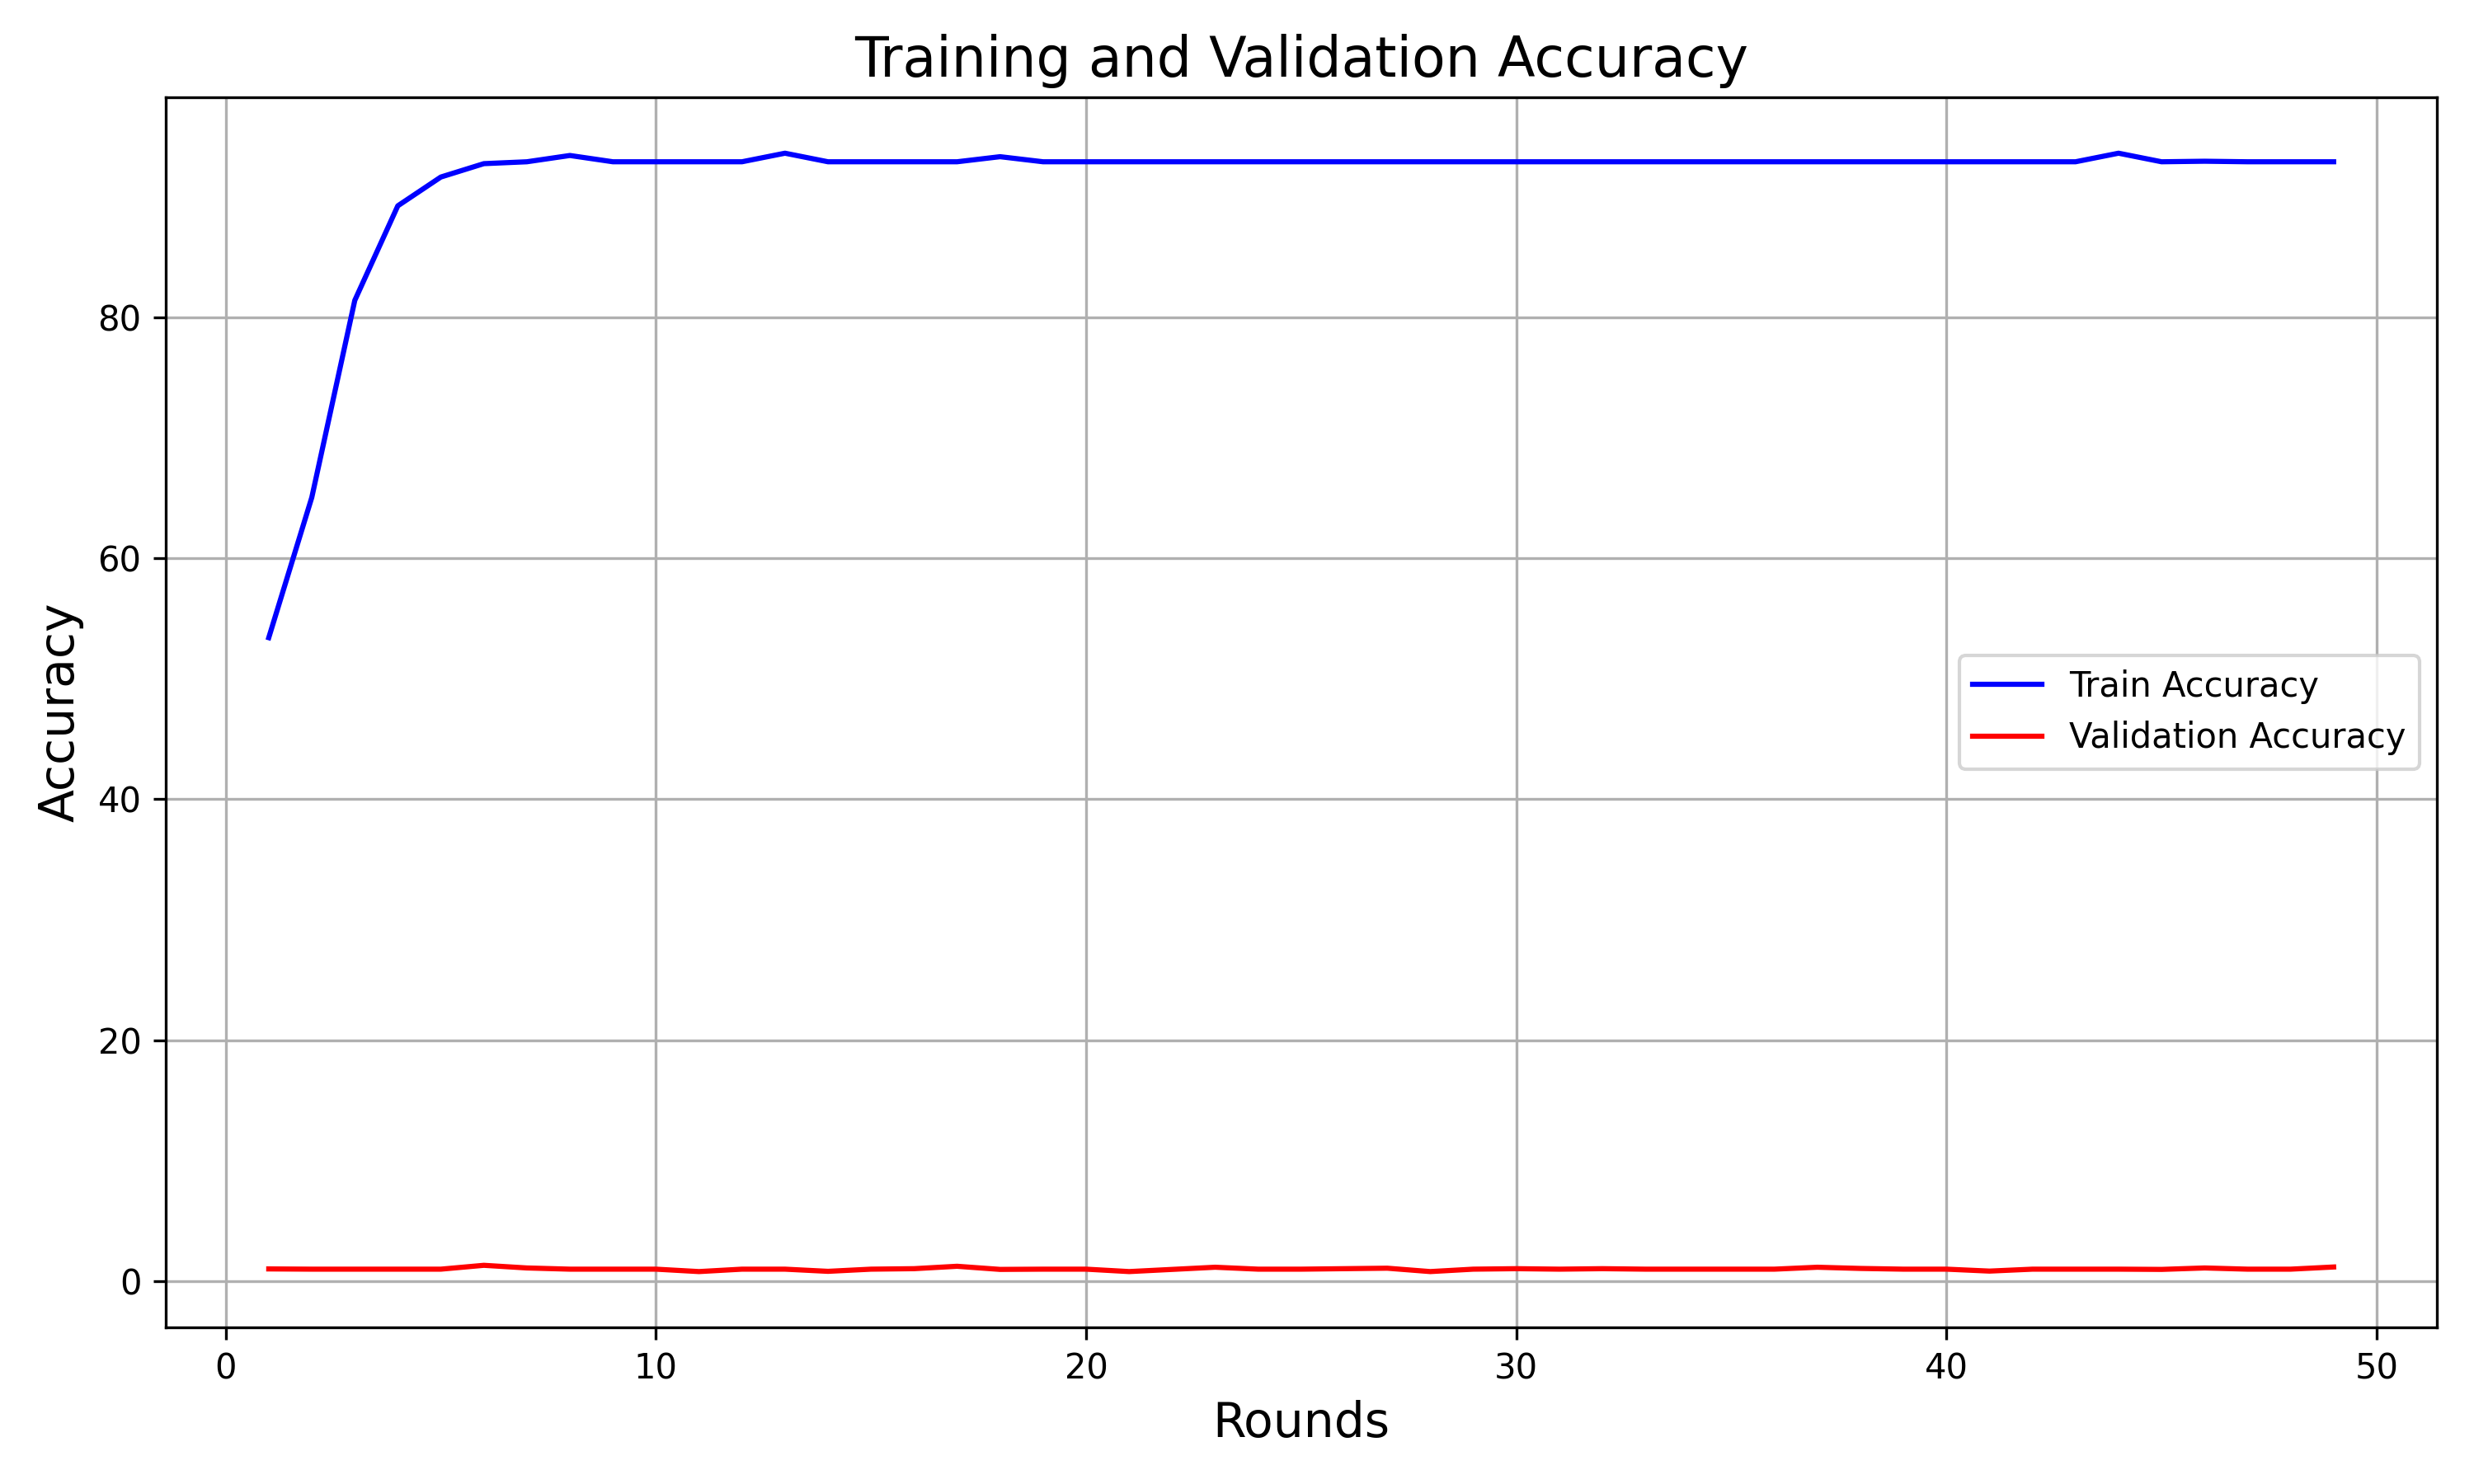 Training and Validation Accuracy
Accuracy
80
60
40
20
0
Train Accuracy
Validation Accuracy
0 10 20 30 40 50
Rounds